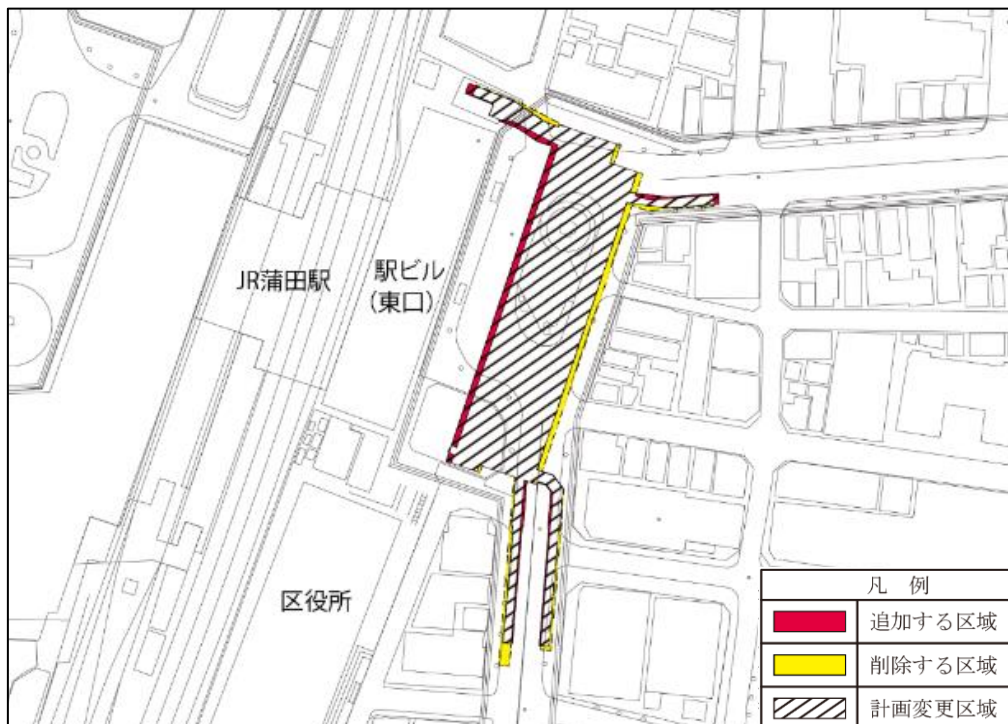 JR蒲田駅
駅ビル
(東口)
区役所
凡 例
追加する区域
削除する区域
計画変更区域